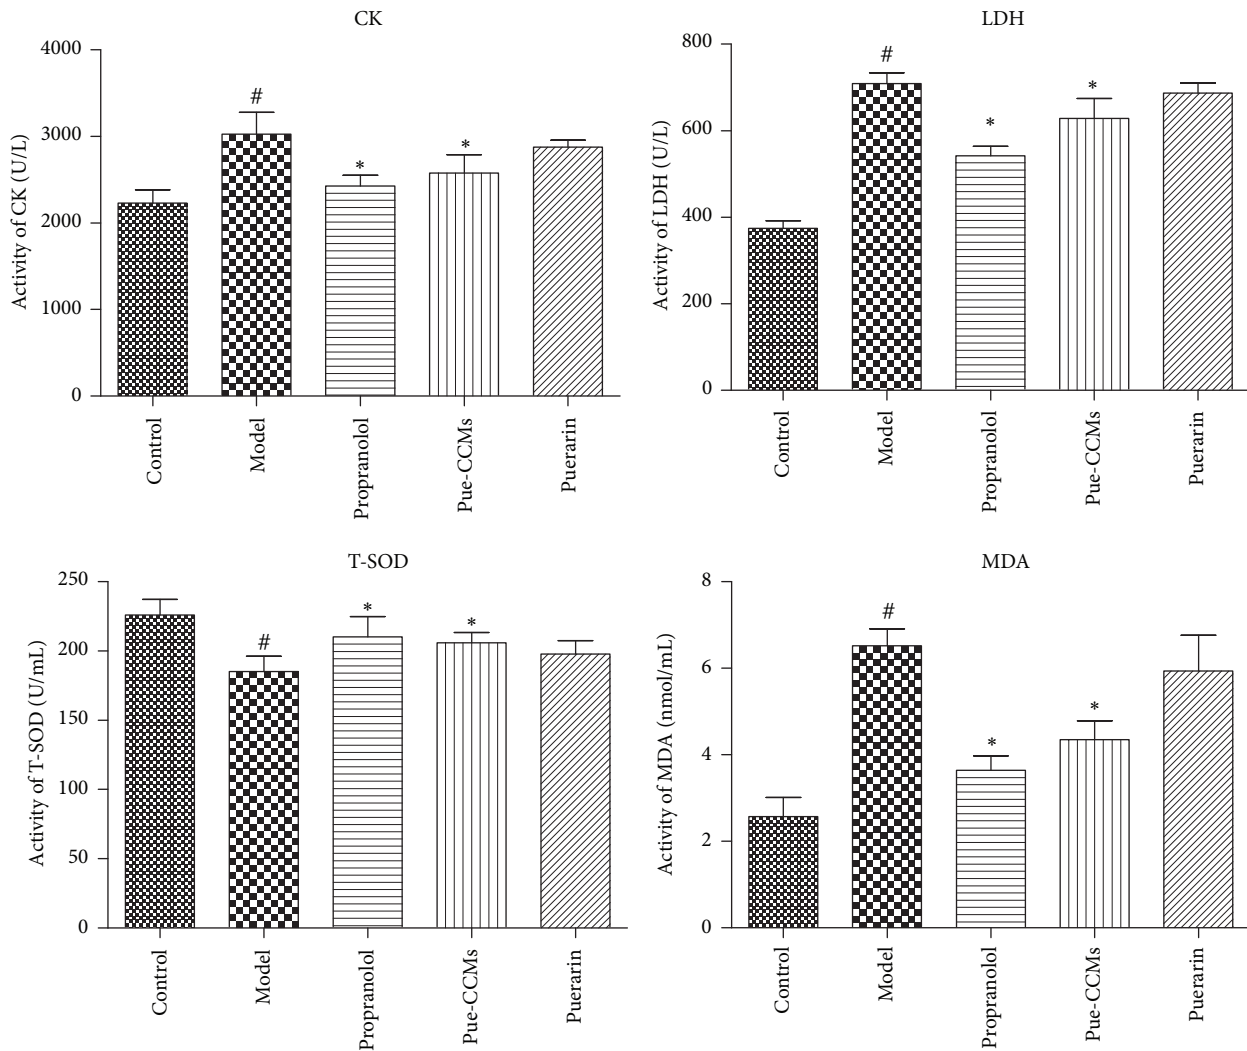 CK
Activity of CK (U/L)
4000
3000
2000
1000
0
#
*
*
Control
Model
Propranolol
Pue-CCMs
Puerarin
LDH
Activity of LDH (U/L)
800
600
400
200
0
#
*
*
Control
Model
Propranolol
Pue-CCMs
Puerarin
T-SOD
Activity of T-SOD (U/mL)
250
200
150
100
50
0
#
*
*
Control
Model
Propranolol
Pue-CCMs
Puerarin
MDA
Activity of MDA (nmol/mL)
8
6
4
2
0
#
*
*
Control
Model
Propranolol
Pue-CCMs
Puerarin